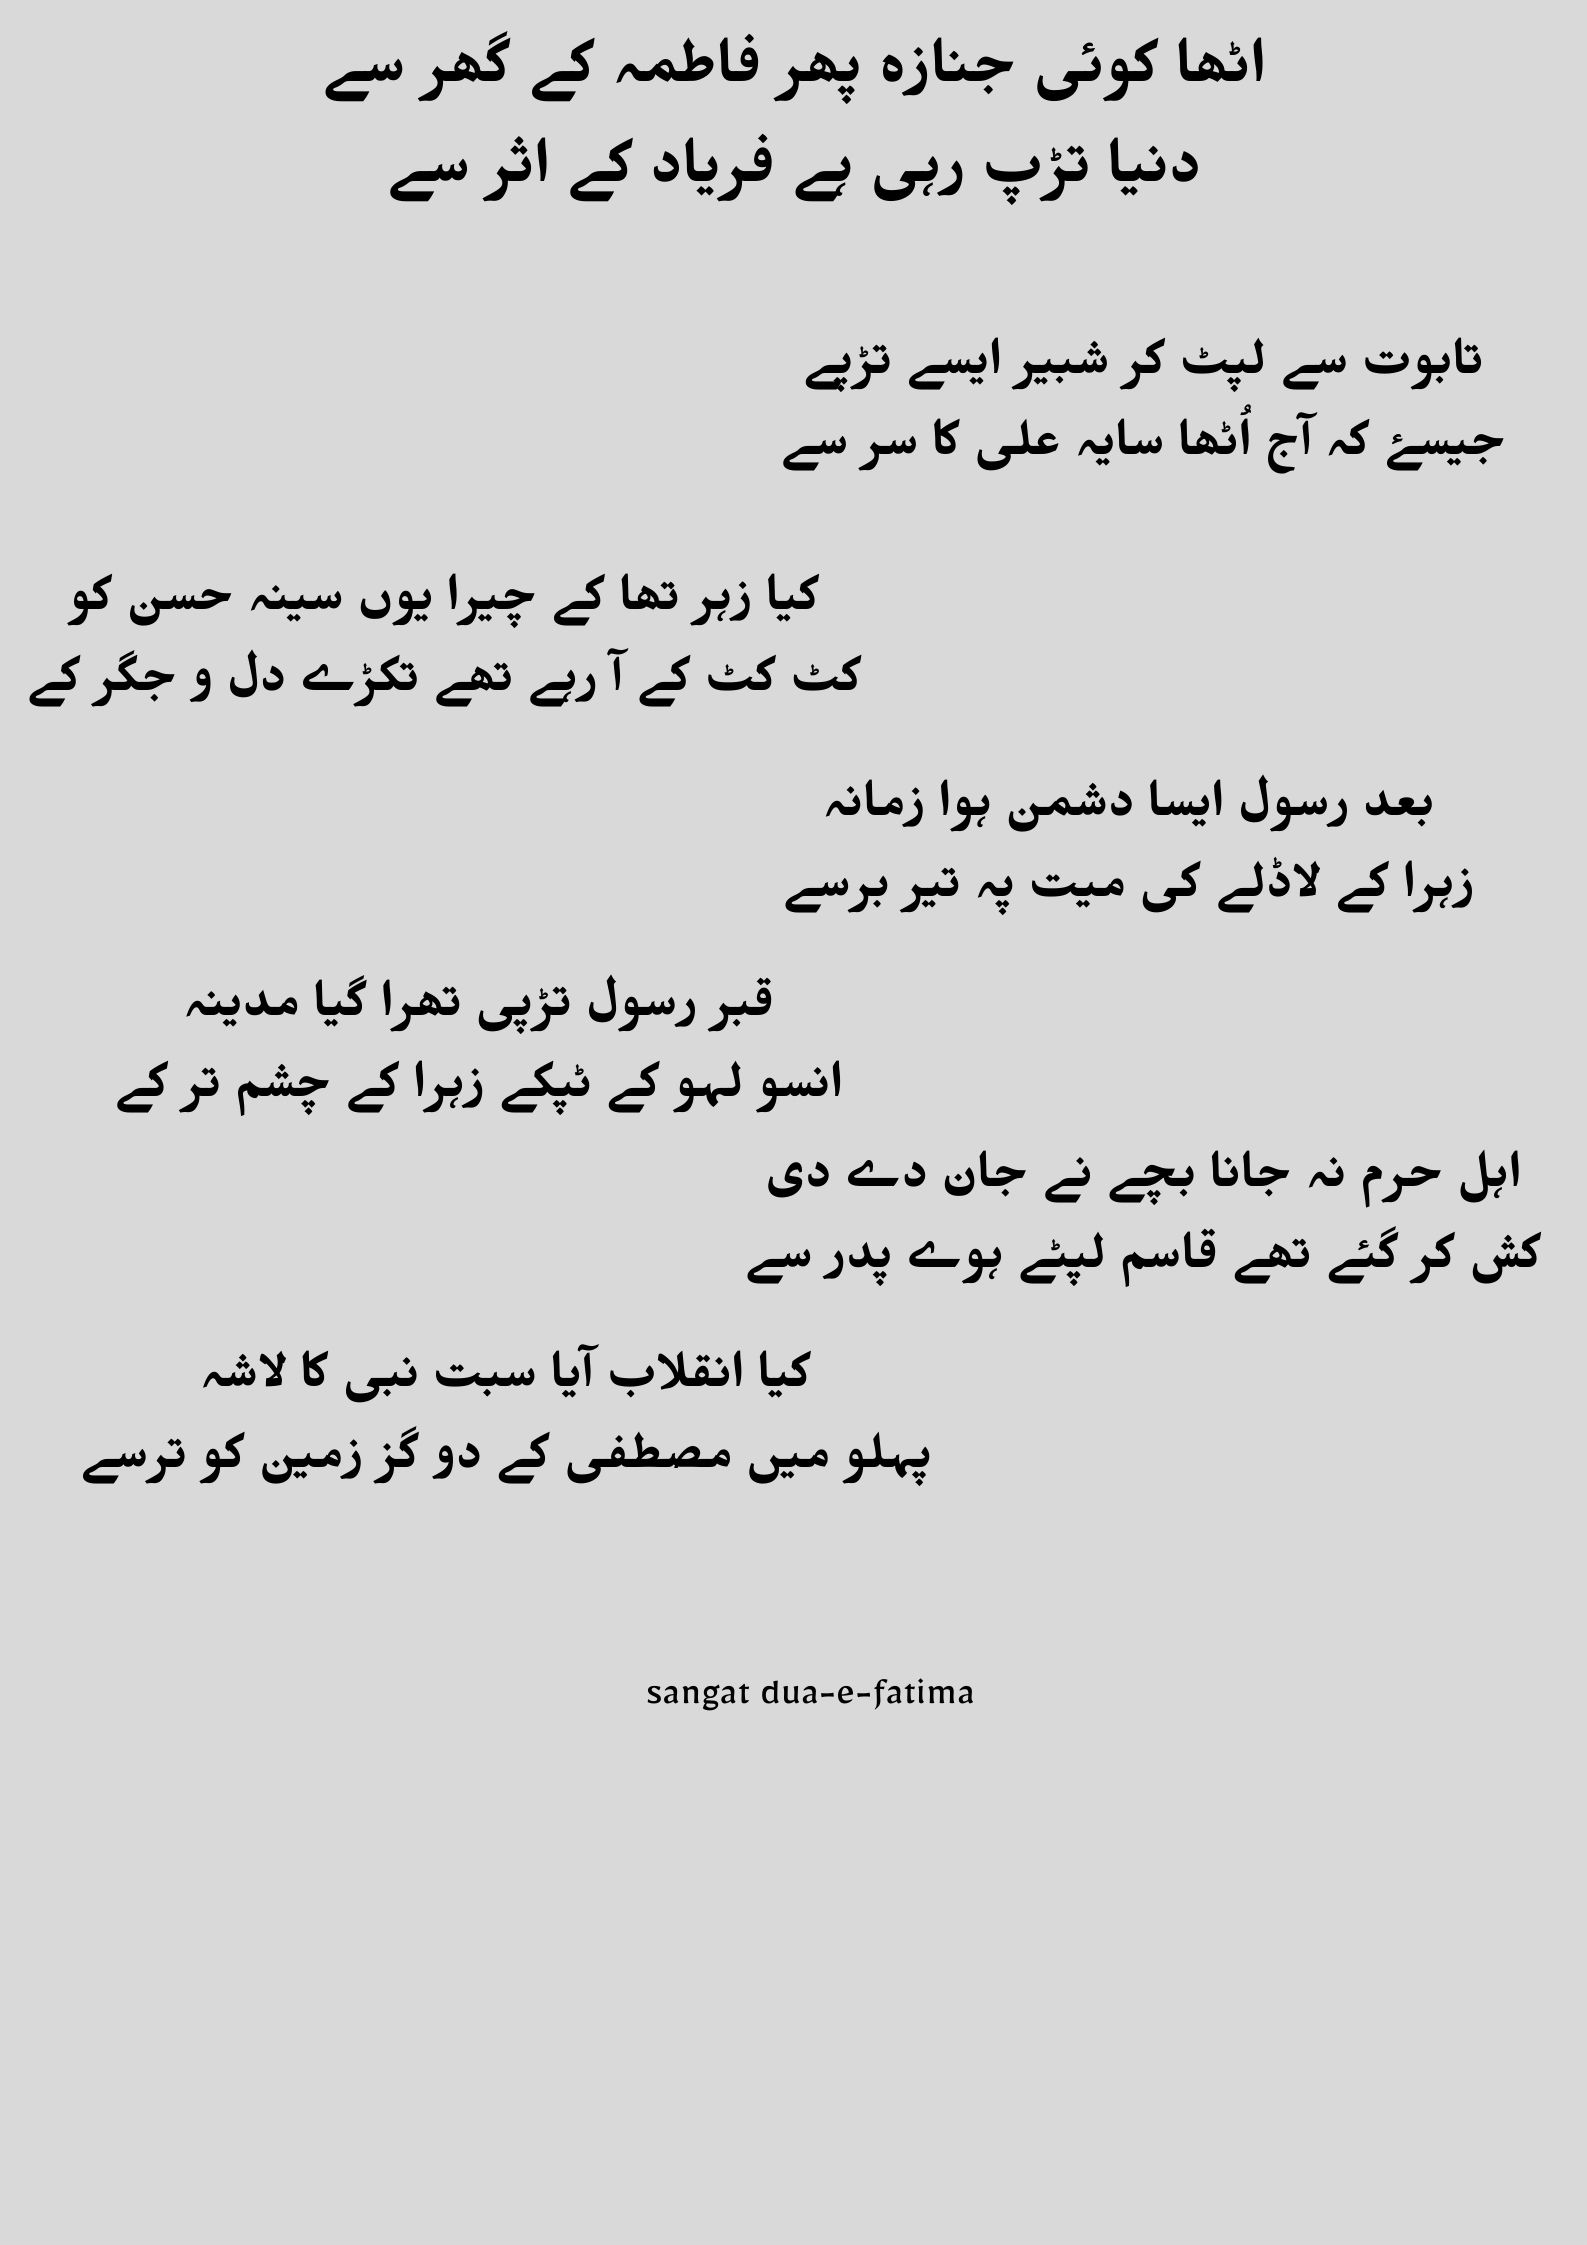 اٹھا کوئی جنازہ پھر فاطمہ کے گھر سے
دنیا تڑپ رہی ہے فریاد کے اثر سے
تابوت سے لپٹ کر شبیر ایسے تڑپے
جیسۓ کہ آج اُٹھا سایہ علی کا سر سے
کیا زہر تھا کے چیرا یوں سینہ حسن کو
کٹ کٹ کے آ رہے تھے تکڑے دل و جگر کے
بعد رسول ایسا دشمن ہوا زمانہ
زہرا کے لاڈلے کی میت پہ تیر برسے
قبر رسول تڑپی تھرا گیا مدینہ
انسو لہو کے ٹپکے زہرا کے چشم تر کے
اہل حرم نہ جانا بچے نے جان دے دی
کش کر گئے تھے قاسم لپٹے ہوے پدر سے
کیا انقلاب آیا سبت نبی کا لاشہ
پہلو میں مصطفی کے دو گز زمین کو ترسے
sangat dua-e-fatima